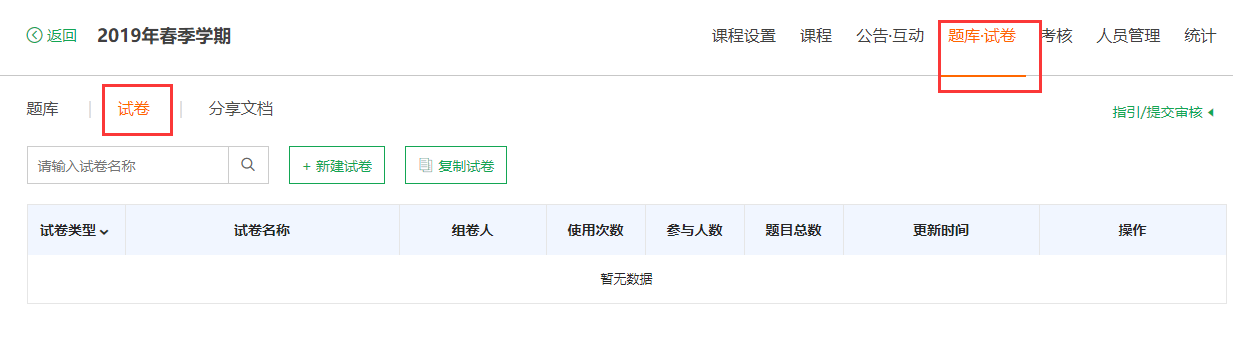 返回 2019年春季学期 课程设置 课程 公告·互动 题库·试卷 考核 人员管理 统计
题库 试卷 分享文档 指引/提交审核
请输入试卷名称 + 新建试卷 复制试卷
试卷类型 试卷名称 组卷人 使用次数 参与人数 题目总数 更新时间 操作
暂无数据